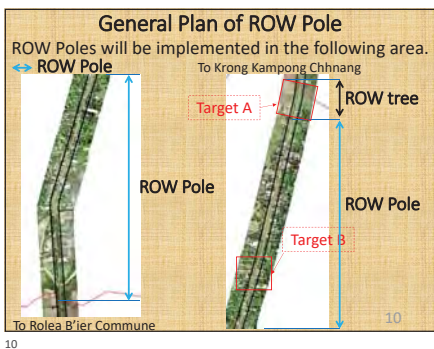 General Plan of ROW Pole
ROW Poles will be implemented in the following area.
ROW Pole
To Krong Kampong Chhnang
Target A
ROW tree
ROW Pole
ROW Pole
Target B
To Rolea B'ier Commune
10
10